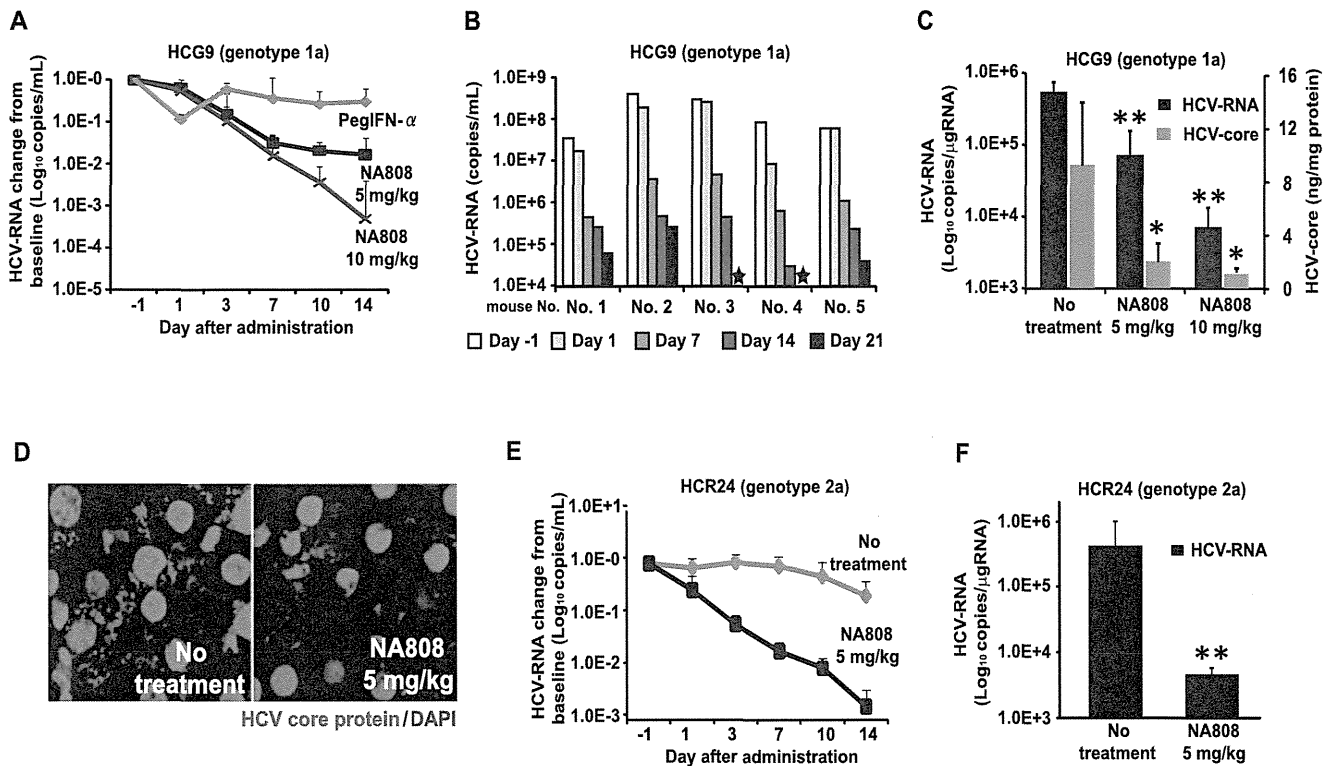 A
HCG9 (genotype 1a)
HCV-RNA change from
baseline (Log₁₀ copies/mL)
1.0E-0
1.0E-1
1.0E-2
1.0E-3
1.0E-4
1.0E-5
PegIFN-α
NA808
5 mg/kg
NA808
10 mg/kg
-1 1 3 7 10 14
Day after administration
B
HCG9 (genotype 1a)
HCV-RNA (copies/mL)
1.0E+9
1.0E+8
1.0E+7
1.0E+6
1.0E+5
1.0E+4
mouse No. No. 1 No. 2 No. 3 No. 4 No. 5
Day -1 Day 1 Day 7 Day 14 Day 21
C
HCG9 (genotype 1a)
HCV-RNA
(Log₁₀ copies/μgRNA)
1.0E+6
1.0E+5
1.0E+4
1.0E+3
HCV-RNA
HCV-core
** * ** *
16
12
8
4
0
HCV-core (ng/mg protein)
No
treatment
NA808
5 mg/kg
NA808
10 mg/kg
D
No
treatment
NA808
5 mg/kg
HCV core protein/DAPI
E
HCR24 (genotype 2a)
HCV-RNA change from
baseline (Log₁₀ copies/mL)
1.0E+1
1.0E-0
1.0E-1
1.0E-2
1.0E-3
No
treatment
NA808
5 mg/kg
-1 1 3 7 10 14
Day after administration
F
HCR24 (genotype 2a)
HCV-RNA
(Log₁₀ copies/μgRNA)
1.0E+6
1.0E+5
1.0E+4
1.0E+3
HCV-RNA
**
No
treatment
NA808
5 mg/kg